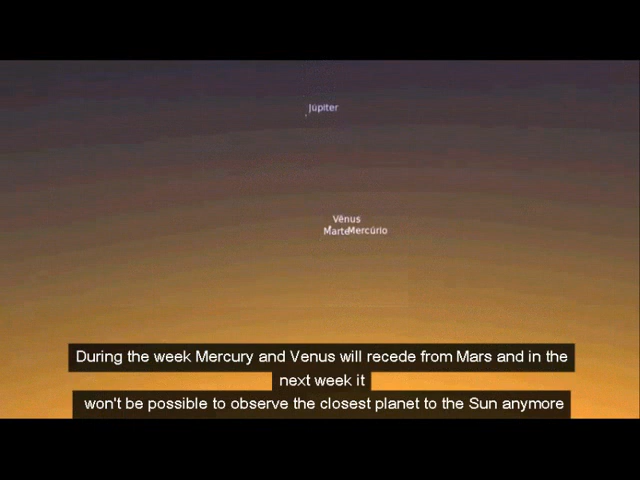 Júpiter
Vênus
Marte Mercúrio
During the week Mercury and Venus will recede from Mars and in the
next week it
won't be possible to observe the closest planet to the Sun anymore